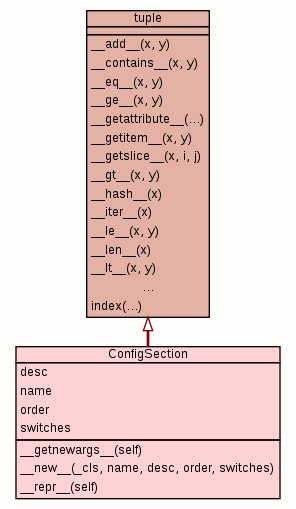 tuple
__add__(x, y)
__contains__(x, y)
__eq__(x, y)
__ge__(x, y)
__getattribute__(...)
__getitem__(x, y)
__getslice__(x, i, j)
__gt__(x, y)
__hash__(x)
__iter__(x)
__le__(x, y)
__len__(x)
__lt__(x, y)
...
index(...)
ConfigSection
desc
name
order
switches
__getnewargs__(self)
__new__(_cls, name, desc, order, switches)
__repr__(self)